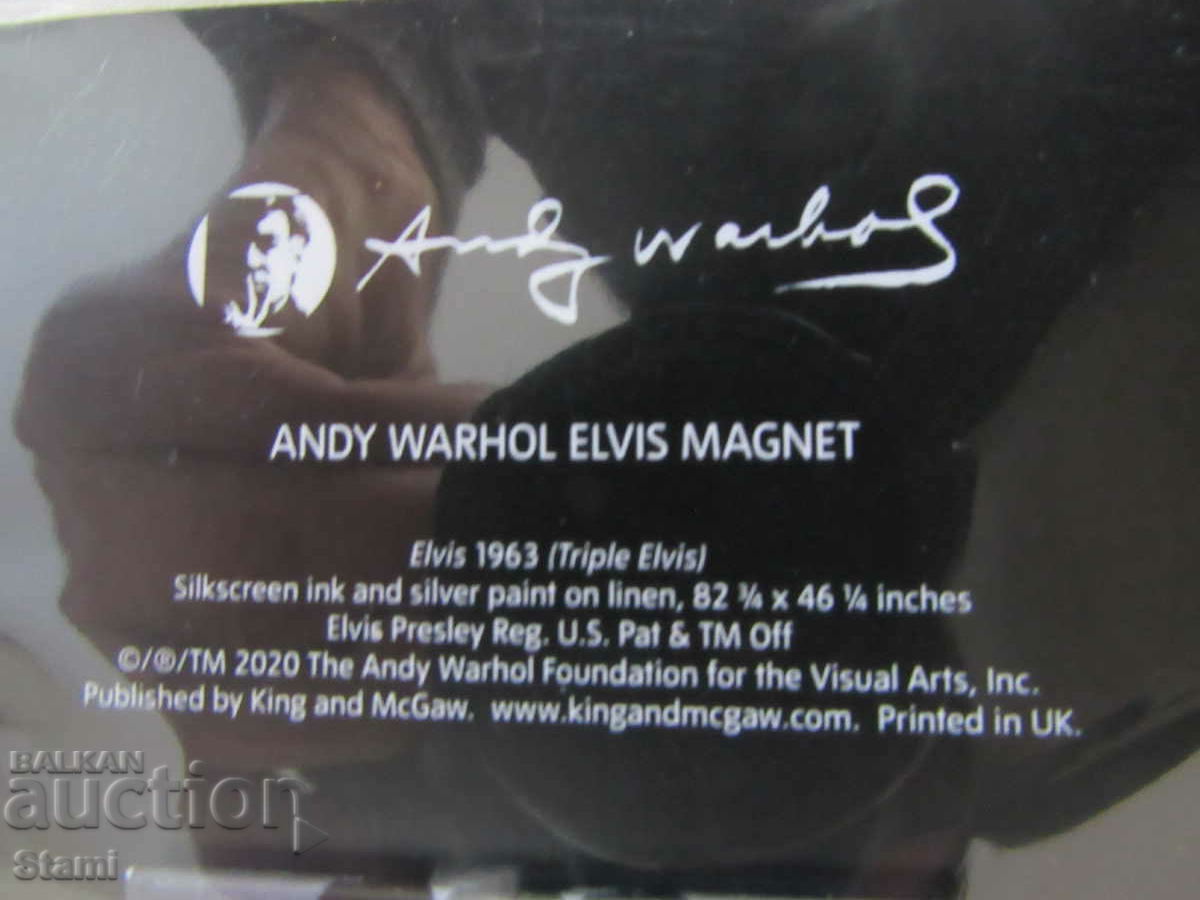 Andy Warhol
ANDY WARHOL ELVIS MAGNET
Elvis 1963 (Triple Elvis)
Silkscreen ink and silver paint on linen, 82 ¾ x 46 ¼ inches
Elvis Presley Reg. U.S. Pat & TM Off
©/®/TM 2020 The Andy Warhol Foundation for the Visual Arts, Inc.
Published by King and McGaw. www.kingandmcgaw.com. Printed in UK.
BALKAN
auction
Stami